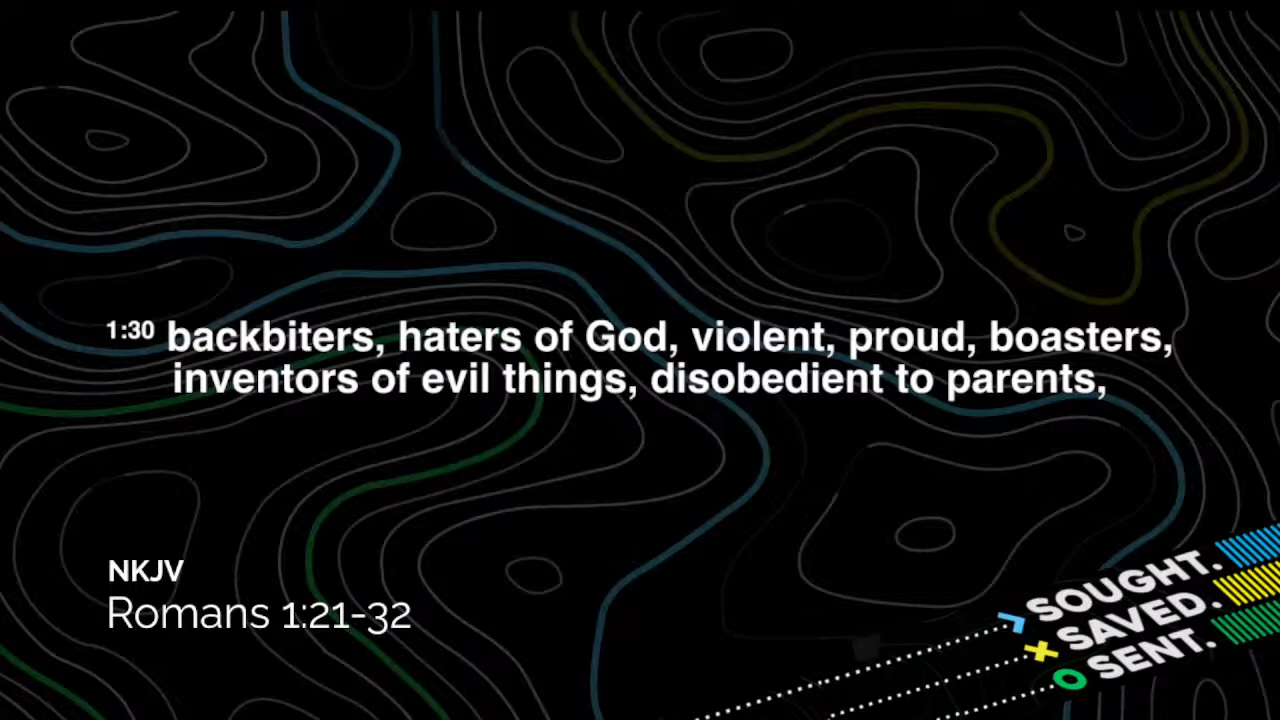 1:30 backbiters, haters of God, violent, proud, boasters,
inventors of evil things, disobedient to parents,
NKJV
Romans 1:21-32
SOUGHT.
SAVED.
SENT.